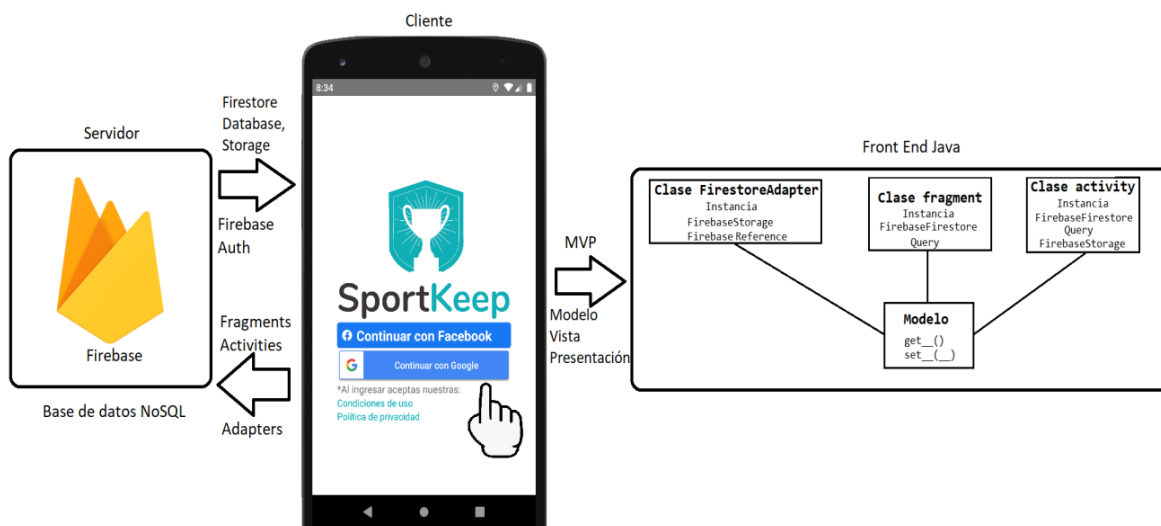 Cliente
Servidor
Firebase
Base de datos NoSQL
Firestore
Database,
Storage
Firebase
Auth
Fragments
Activities
Adapters
8:34
SportKeep
Continuar con Facebook
G Continuar con Google
*Al ingresar aceptas nuestras:
Condiciones de uso
Política de privacidad
MVP
Modelo
Vista
Presentación
Front End Java
Clase FirestoreAdapter
Instancia
FirebaseStorage
Firebase Reference
Clase fragment
Instancia
FirebaseFirestore
Query
Clase activity
Instancia
FirebaseFirestore
Query
FirebaseStorage
Modelo
get__()
set__(__)